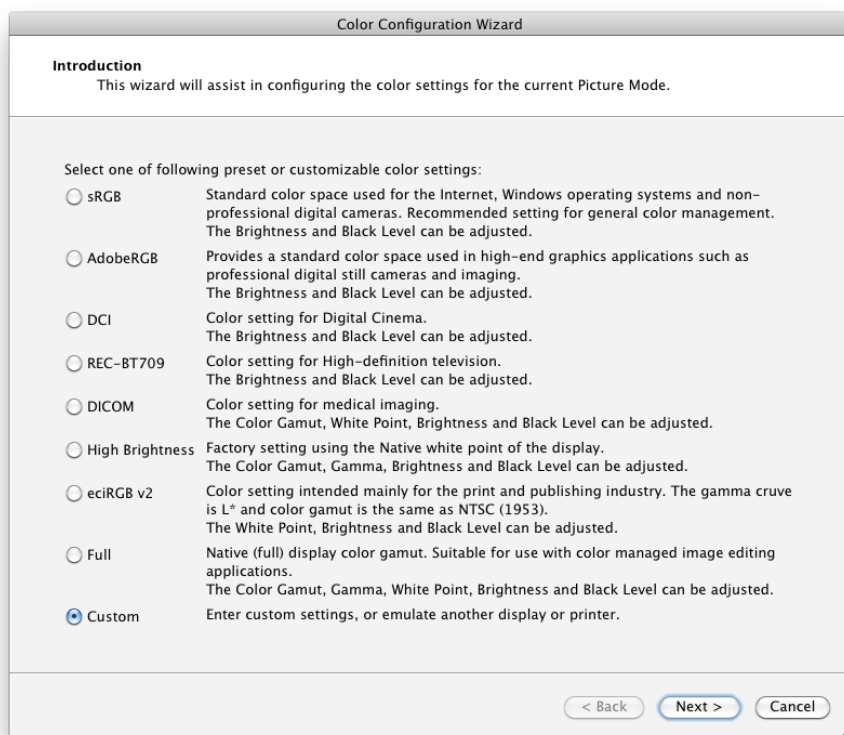 Color Configuration Wizard
Introduction
This wizard will assist in configuring the color settings for the current Picture Mode.
Select one of following preset or customizable color settings:
sRGB
Standard color space used for the Internet, Windows operating systems and non-
professional digital cameras. Recommended setting for general color management.
The Brightness and Black Level can be adjusted.
AdobeRGB
Provides a standard color space used in high-end graphics applications such as
professional digital still cameras and imaging.
The Brightness and Black Level can be adjusted.
DCI
Color setting for Digital Cinema.
The Brightness and Black Level can be adjusted.
REC-BT709
Color setting for High-definition television.
The Brightness and Black Level can be adjusted.
DICOM
Color setting for medical imaging.
The Color Gamut, White Point, Brightness and Black Level can be adjusted.
High Brightness
Factory setting using the Native white point of the display.
The Color Gamut, Gamma, Brightness and Black Level can be adjusted.
eciRGB v2
Color setting intended mainly for the print and publishing industry. The gamma cruve
is L* and color gamut is the same as NTSC (1953).
The White Point, Brightness and Black Level can be adjusted.
Full
Native (full) display color gamut. Suitable for use with color managed image editing
applications.
The Color Gamut, Gamma, White Point, Brightness and Black Level can be adjusted.
Custom
Enter custom settings, or emulate another display or printer.
< Back
Next >
Cancel